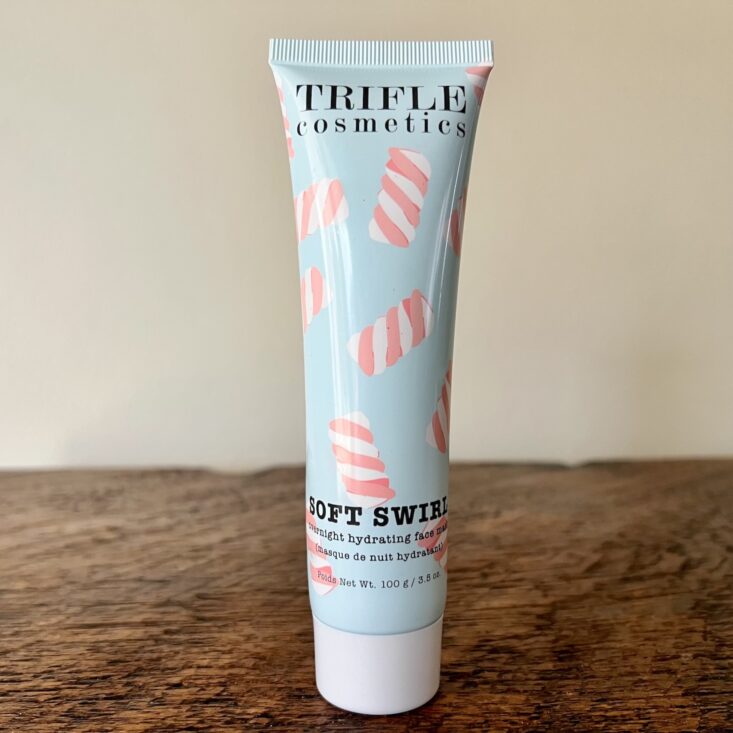 TRIFLE
cosmetics
SOFT SWIRL
overnight hydrating face mask
(masque de nuit hydratant)
Poids Net Wt. 100 g / 3.5 oz.